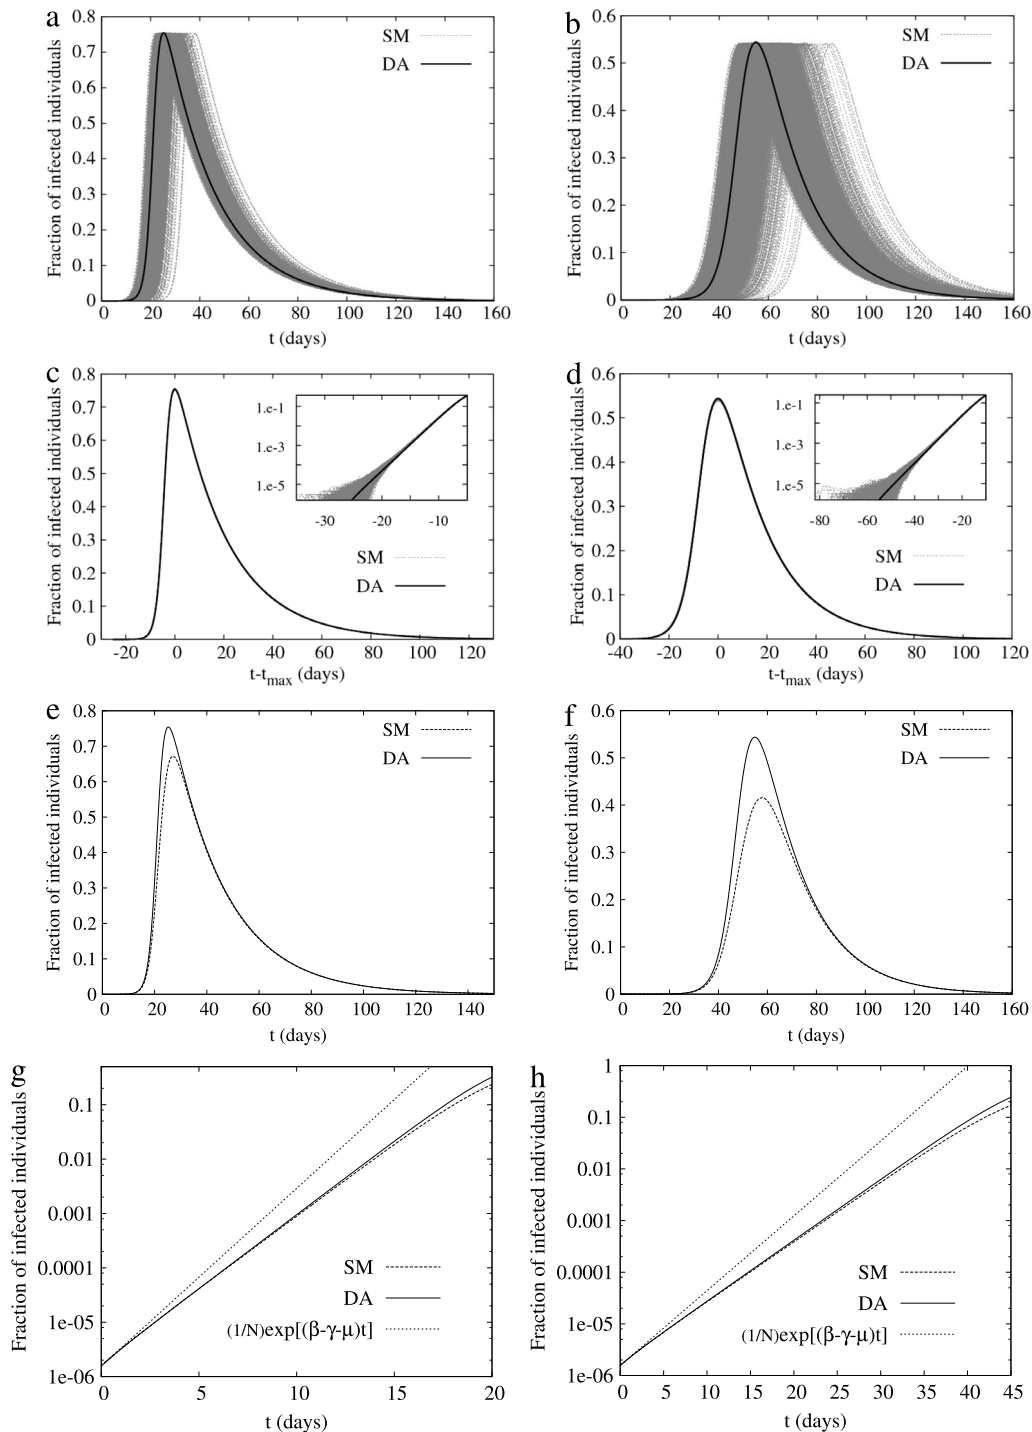 a
0.8
0.7
0.6
0.5
0.4
0.3
0.2
0.1
0
Fraction of infected individuals
SM
DA
0 20 40 60 80 100 120 140 160
t (days)
b
0.6
0.5
0.4
0.3
0.2
0.1
0
Fraction of infected individuals
SM
DA
0 20 40 60 80 100 120 140 160
t (days)
c
0.8
0.7
0.6
0.5
0.4
0.3
0.2
0.1
0
Fraction of infected individuals
1.e-1
1.e-3
1.e-5
-30 -20 -10
SM
DA
-20 0 20 40 60 80 100 120
t-tmax (days)
d
0.6
0.5
0.4
0.3
0.2
0.1
0
Fraction of infected individuals
1.e-1
1.e-3
1.e-5
-80 -60 -40 -20
SM
DA
-40 -20 0 20 40 60 80 100 120
t-tmax (days)
e
0.8
0.7
0.6
0.5
0.4
0.3
0.2
0.1
0
Fraction of infected individuals
SM
DA
0 20 40 60 80 100 120 140
t (days)
f
0.6
0.5
0.4
0.3
0.2
0.1
0
Fraction of infected individuals
SM
DA
0 20 40 60 80 100 120 140 160
t (days)
g
0.1
0.01
0.001
0.0001
1e-05
1e-06
Fraction of infected individuals
SM
DA
(1/N)exp[(β-γ-μ)t]
0 5 10 15 20
t (days)
h
1
0.1
0.01
0.001
0.0001
1e-05
1e-06
Fraction of infected individuals
SM
DA
(1/N)exp[(β-γ-μ)t]
0 5 10 15 20 25 30 35 40 45
t (days)